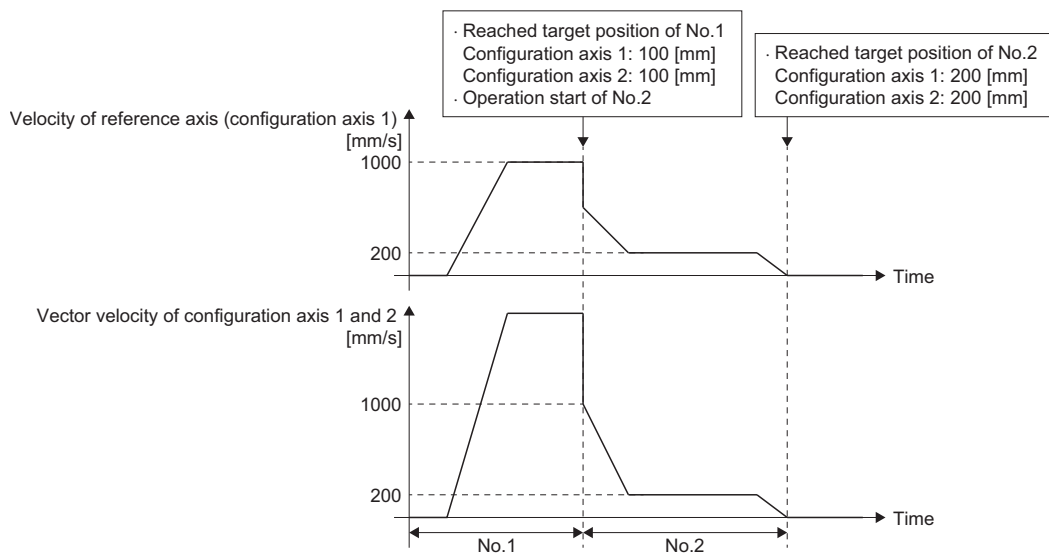 · Reached target position of No.1
Configuration axis 1: 100 [mm]
Configuration axis 2: 100 [mm]
· Operation start of No.2
· Reached target position of No.2
Configuration axis 1: 200 [mm]
Configuration axis 2: 200 [mm]
Velocity of reference axis (configuration axis 1)
[mm/s]
1000
200
Time
Vector velocity of configuration axis 1 and 2
[mm/s]
1000
200
Time
No.1
No.2